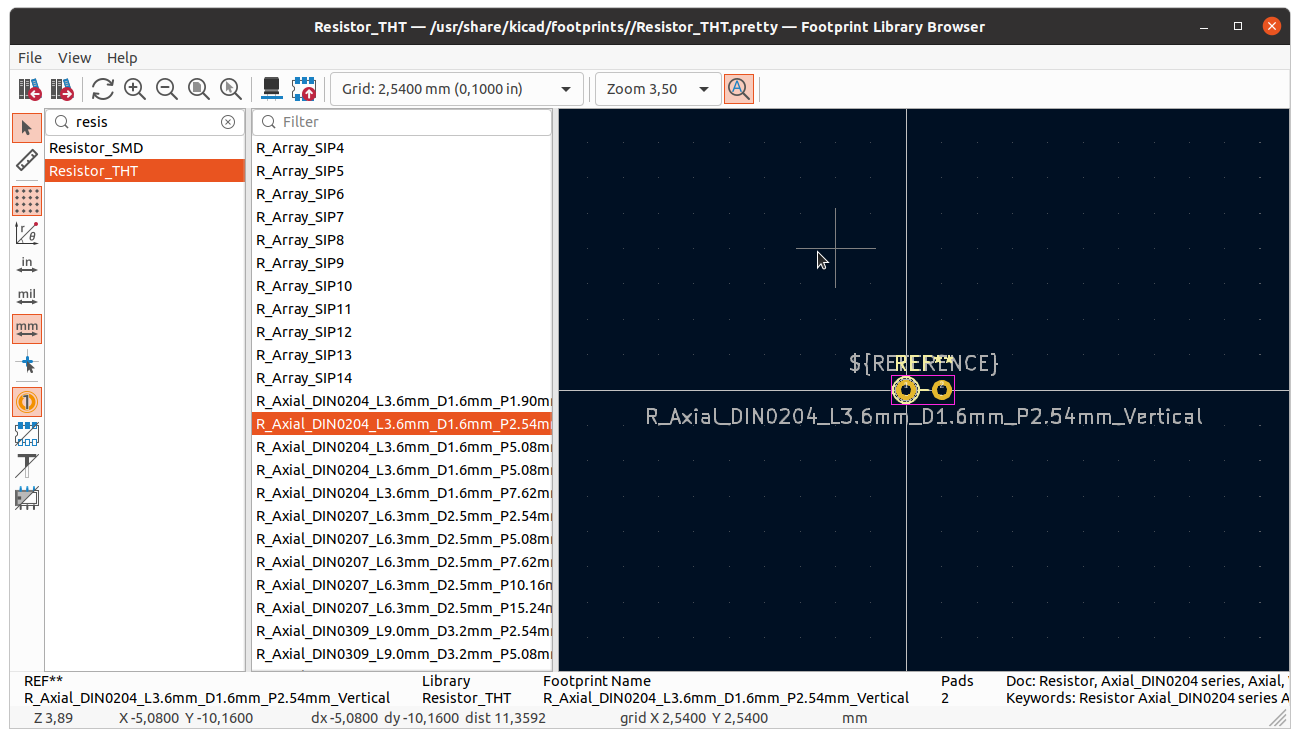 Resistor_THT — /usr/share/kicad/footprints//Resistor_THT.pretty — Footprint Library Browser
File View Help
Grid: 2,5400 mm (0,1000 in) Zoom 3,50
resis
Filter
Resistor_SMD
Resistor_THT
R_Array_SIP4
R_Array_SIP5
R_Array_SIP6
R_Array_SIP7
R_Array_SIP8
R_Array_SIP9
R_Array_SIP10
R_Array_SIP11
R_Array_SIP12
R_Array_SIP13
R_Array_SIP14
R_Axial_DIN0204_L3.6mm_D1.6mm_P1.90m
R_Axial_DIN0204_L3.6mm_D1.6mm_P2.54m
R_Axial_DIN0204_L3.6mm_D1.6mm_P5.08m
R_Axial_DIN0204_L3.6mm_D1.6mm_P5.08m
R_Axial_DIN0204_L3.6mm_D1.6mm_P7.62m
R_Axial_DIN0207_L6.3mm_D2.5mm_P2.54m
R_Axial_DIN0207_L6.3mm_D2.5mm_P5.08m
R_Axial_DIN0207_L6.3mm_D2.5mm_P7.62m
R_Axial_DIN0207_L6.3mm_D2.5mm_P10.16m
R_Axial_DIN0207_L6.3mm_D2.5mm_P15.24m
R_Axial_DIN0309_L9.0mm_D3.2mm_P2.54m
R_Axial_DIN0309_L9.0mm_D3.2mm_P5.08m
in
mil
mm
${REFERENCE}
REF**
R_Axial_DIN0204_L3.6mm_D1.6mm_P2.54mm_Vertical
REF** Library Footprint Name Pads Doc: Resistor, Axial_DIN0204 series, Axial,
R_Axial_DIN0204_L3.6mm_D1.6mm_P2.54mm_Vertical Resistor_THT R_Axial_DIN0204_L3.6mm_D1.6mm_P2.54mm_Vertical 2 Keywords: Resistor Axial_DIN0204 series A
Z 3,89 X -5,0800 Y -10,1600 dx -5,0800 dy -10,1600 dist 11,3592 grid X 2,5400 Y 2,5400 mm